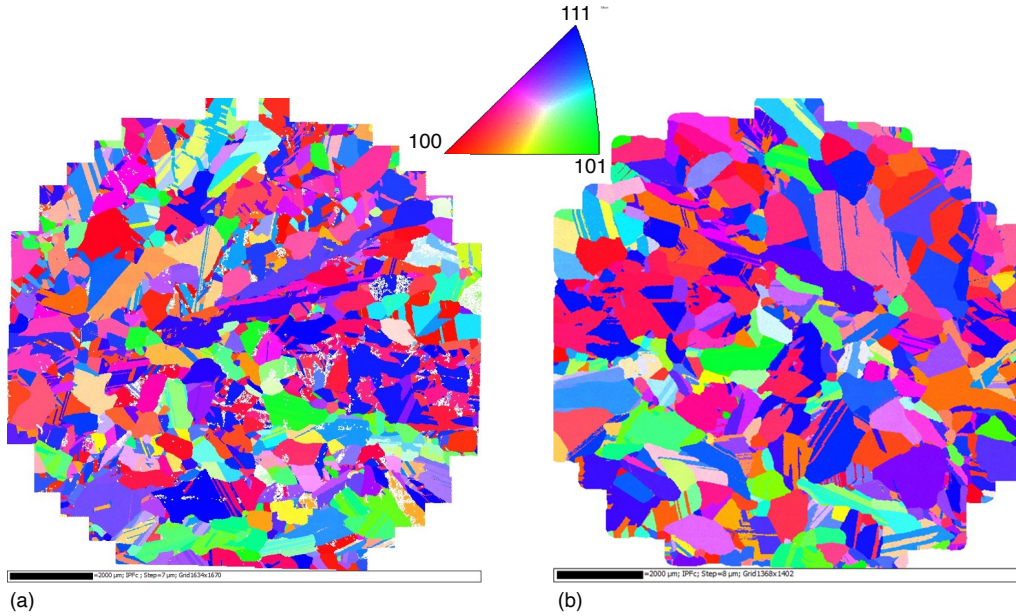 111
100
101
=2000 µm; IPFc; Step=7 µm; Grid1634x1670
=2000 µm; IPFc; Step=8 µm; Grid1368x1402
(a)
(b)